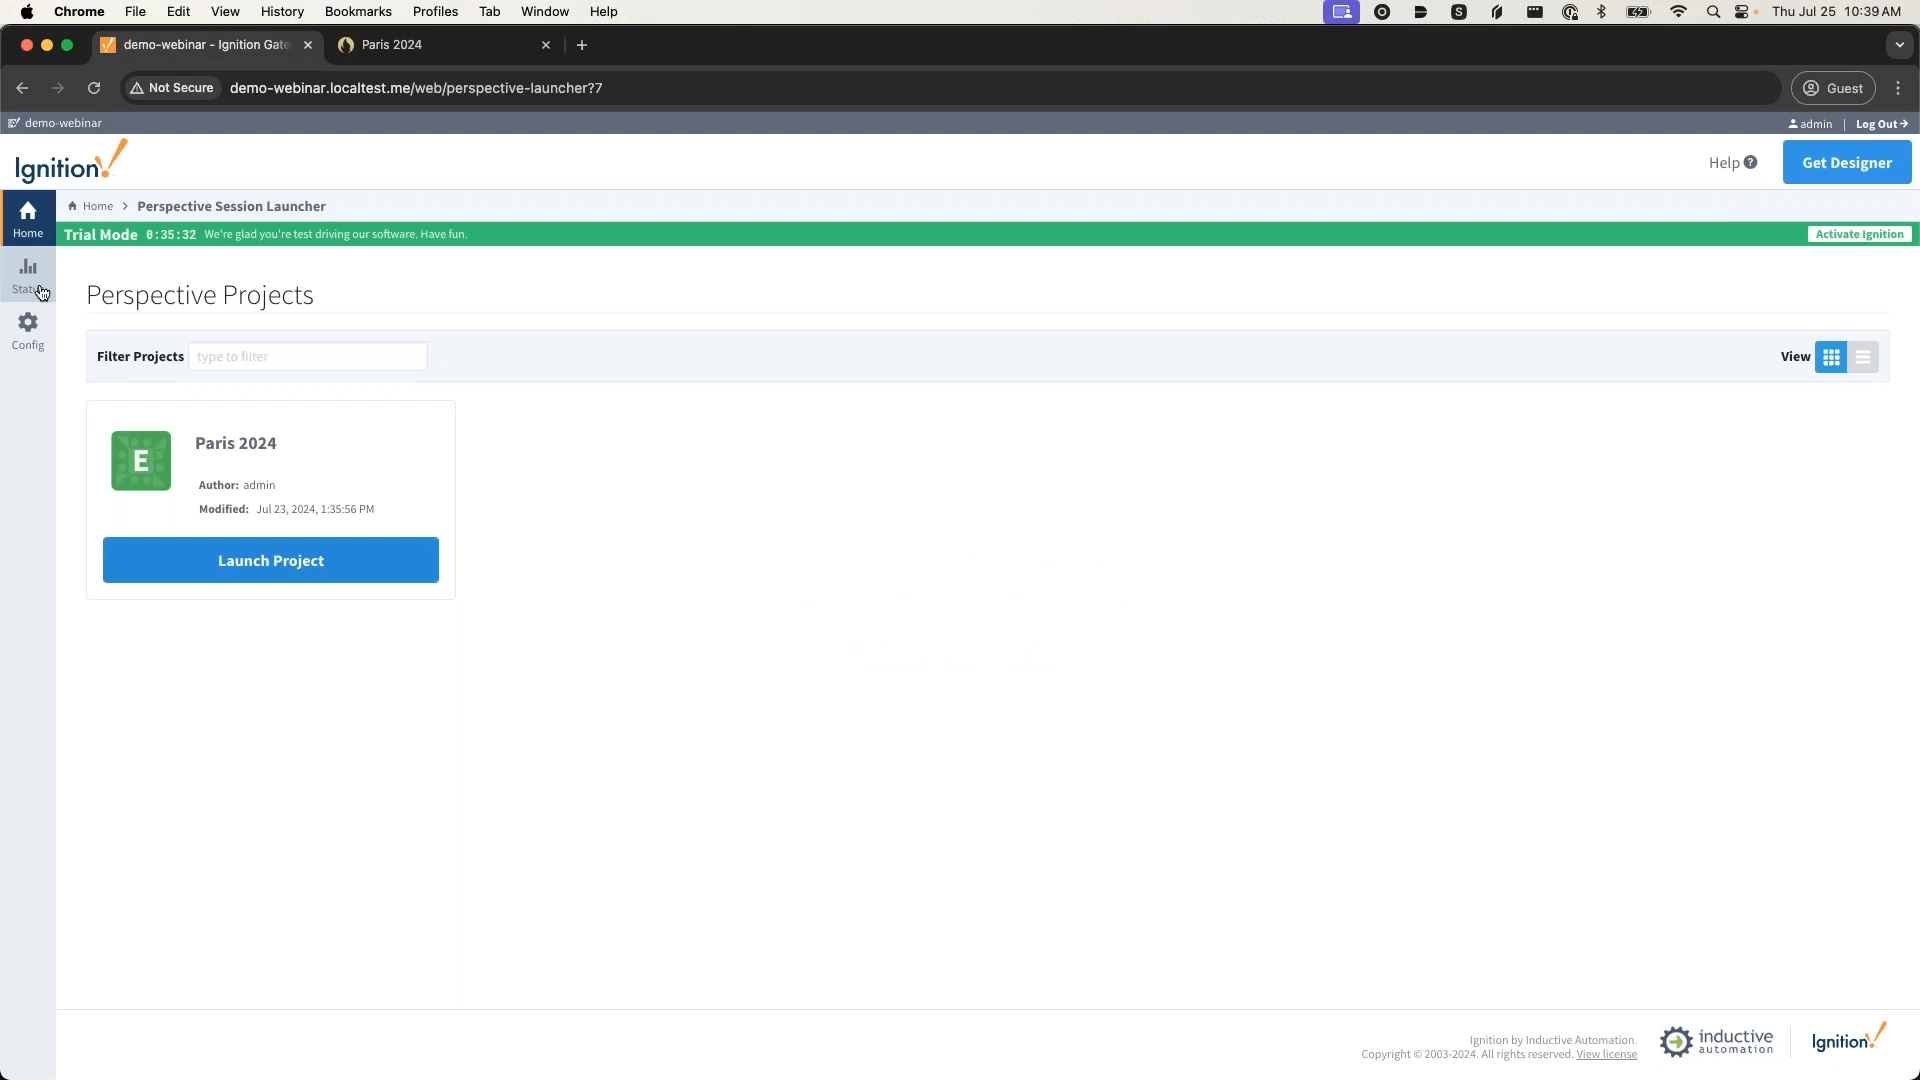 Chrome File Edit View History Bookmarks Profiles Tab Window Help S Thu Jul 25 10:39 AM
demo-webinar - Ignition Gate Paris 2024
Not Secure demo-webinar.localtest.me/web/perspective-launcher?7 Guest
demo-webinar admin | Log Out
Ignition! Help ? Get Designer
Home Home > Perspective Session Launcher
Trial Mode 0:35:32 We're glad you're test driving our software. Have fun. Activate Ignition
Perspective Projects
Config
Filter Projects type to filter View
E Paris 2024
Author: admin
Modified: Jul 23, 2024, 1:35:56 PM
Launch Project
Ignition by Inductive Automation.
Copyright © 2003-2024. All rights reserved. View license
inductive automation
Ignition!